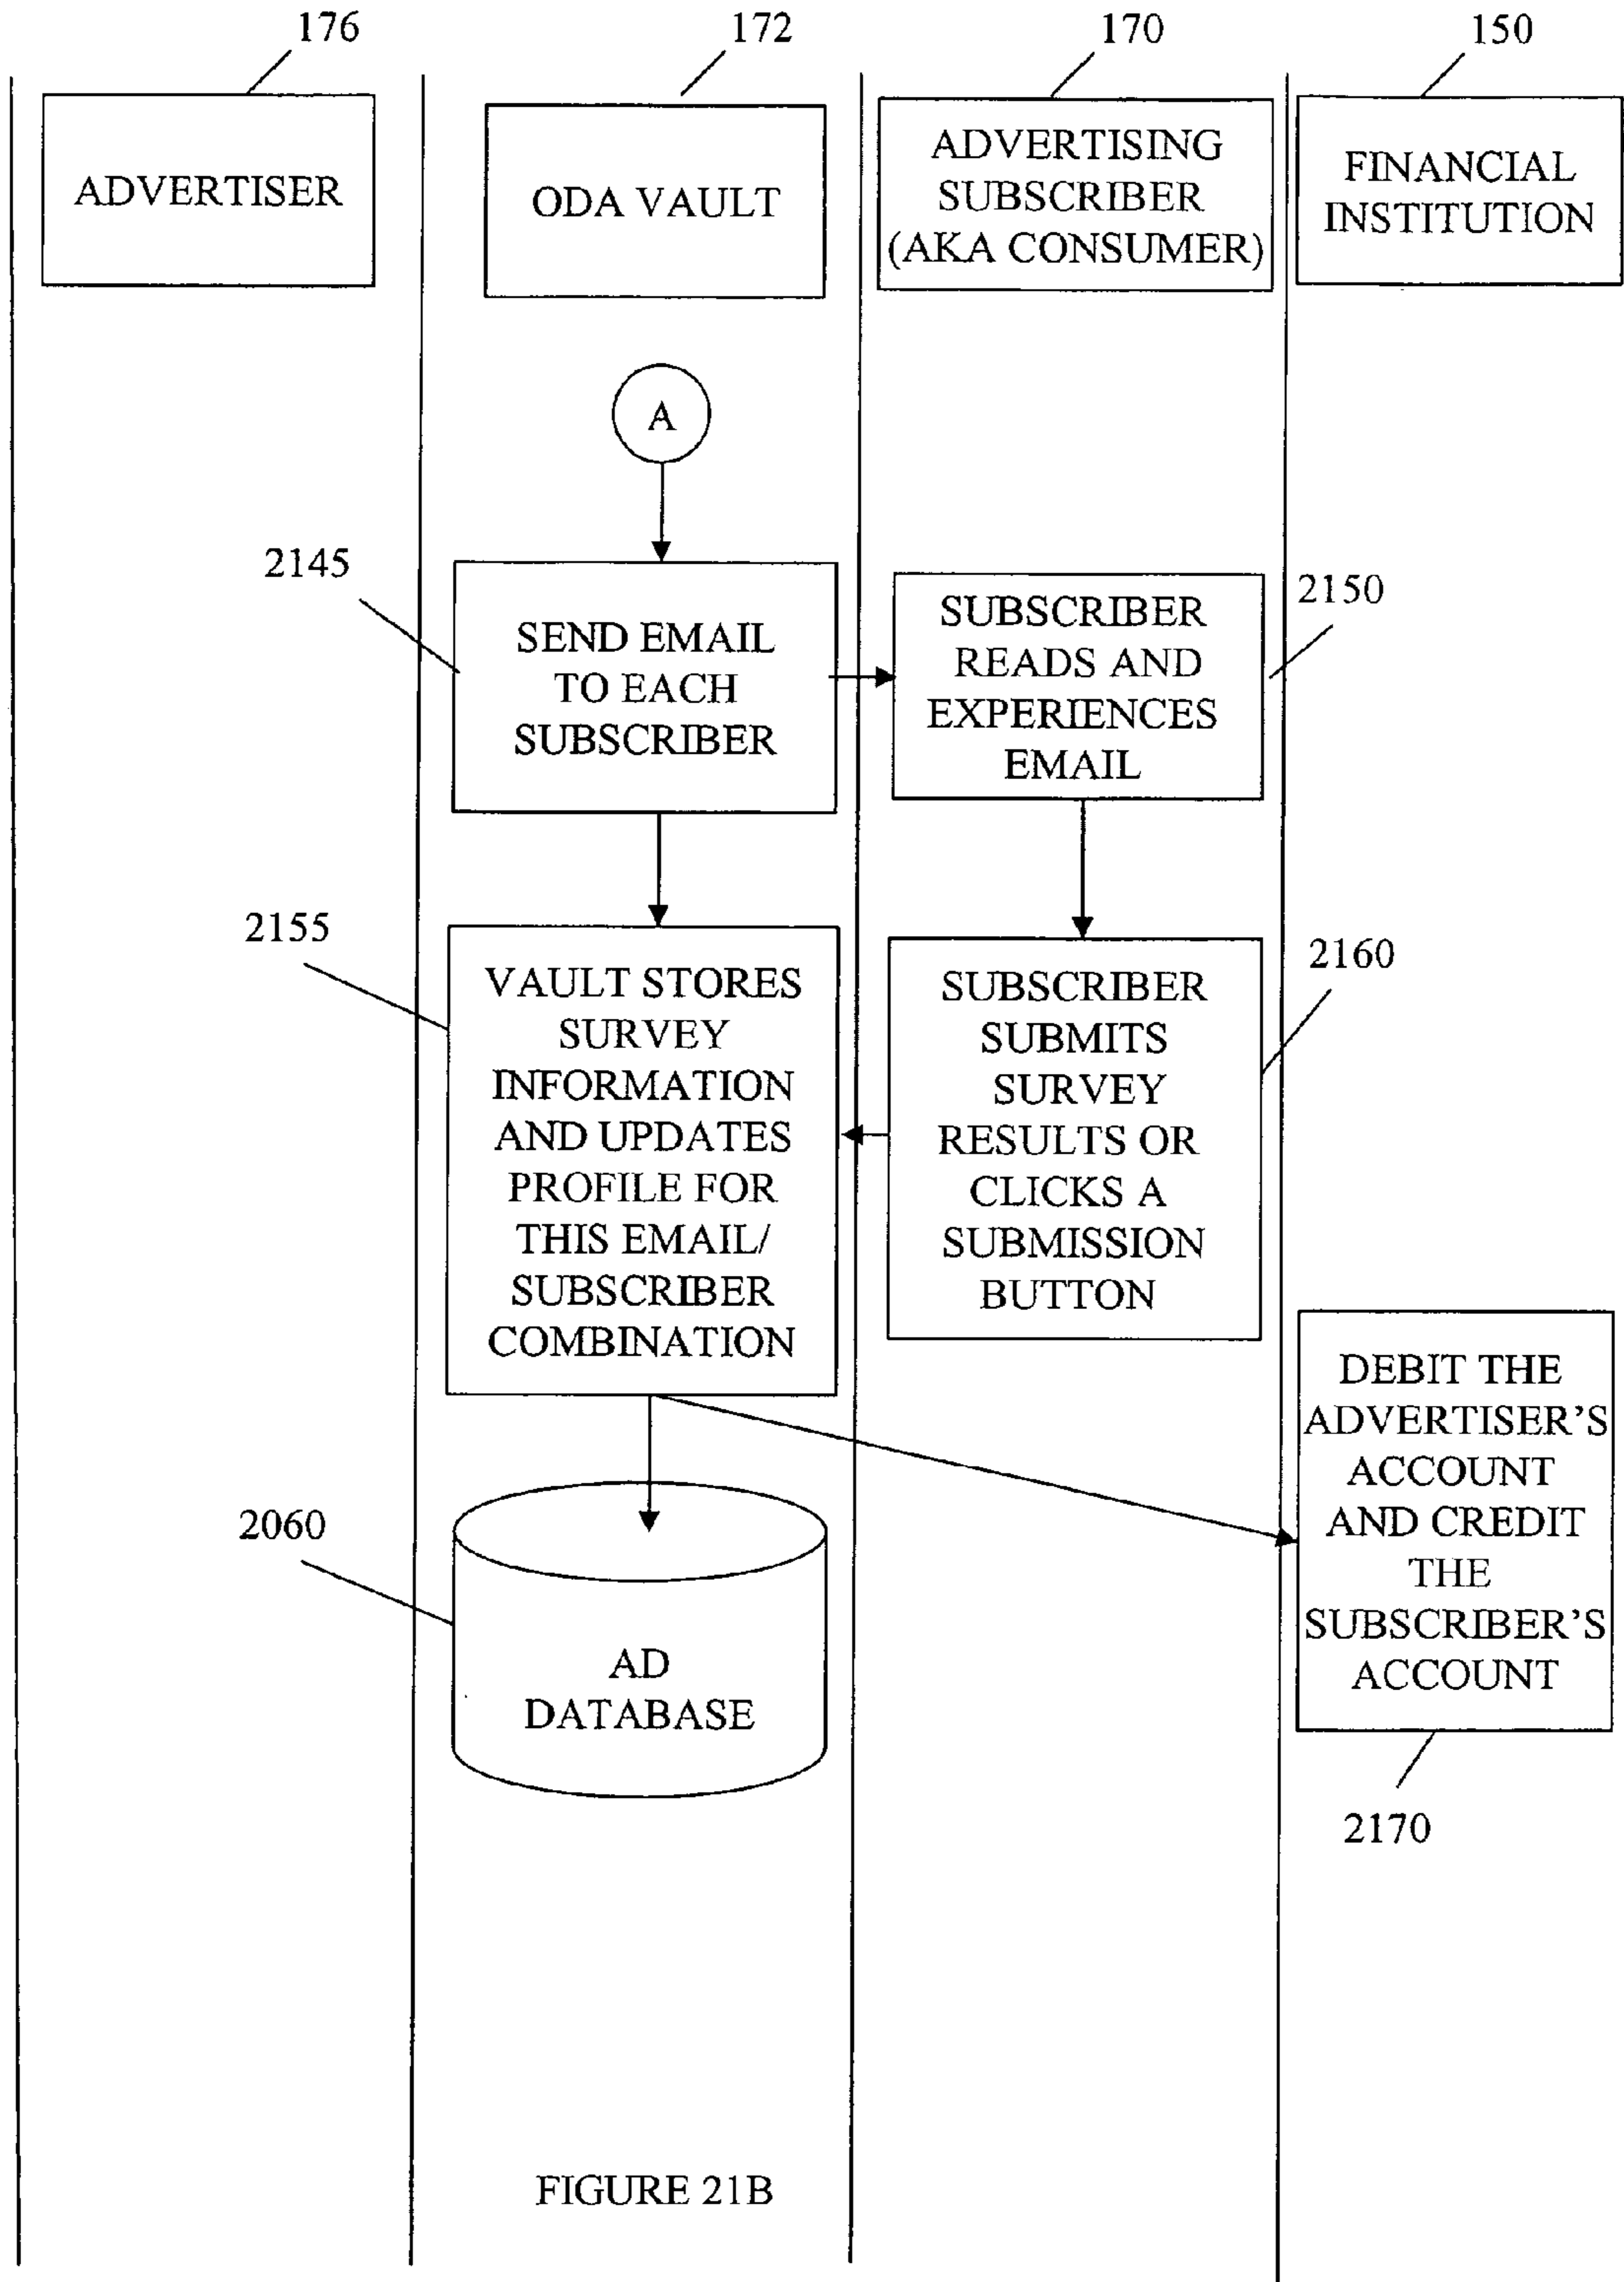 176
172
170
150
ADVERTISER
ODA VAULT
ADVERTISING
SUBSCRIBER
(AKA CONSUMER)
FINANCIAL
INSTITUTION
A
2145
SEND EMAIL
TO EACH
SUBSCRIBER
SUBSCRIBER
READS AND
EXPERIENCES
EMAIL
2150
2155
VAULT STORES
SURVEY
INFORMATION
AND UPDATES
PROFILE FOR
THIS EMAIL/
SUBSCRIBER
COMBINATION
SUBSCRIBER
SUBMITS
SURVEY
RESULTS OR
CLICKS A
SUBMISSION
BUTTON
2160
DEBIT THE
ADVERTISER'S
ACCOUNT
AND CREDIT
THE
SUBSCRIBER'S
ACCOUNT
2060
AD
DATABASE
2170
FIGURE 21B